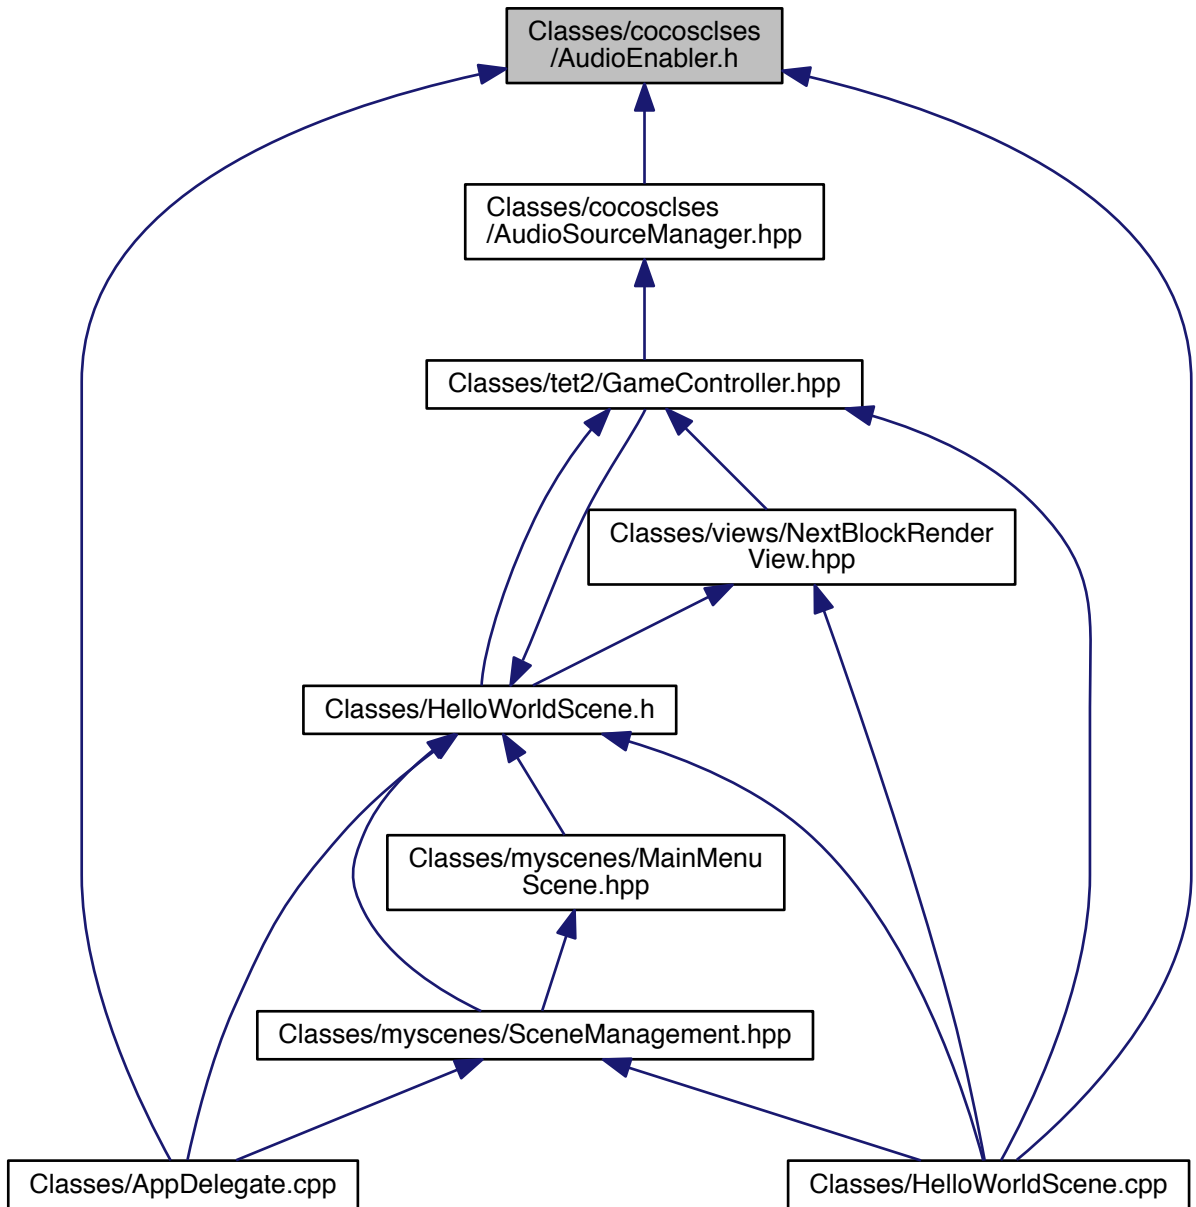 Classes/cocosclses
/AudioEnabler.h
Classes/cocosclses
/AudioSourceManager.hpp
Classes/tet2/GameController.hpp
Classes/views/NextBlockRender
View.hpp
Classes/HelloWorldScene.h
Classes/myscenes/MainMenu
Scene.hpp
Classes/myscenes/SceneManagement.hpp
Classes/AppDelegate.cpp
Classes/HelloWorldScene.cpp